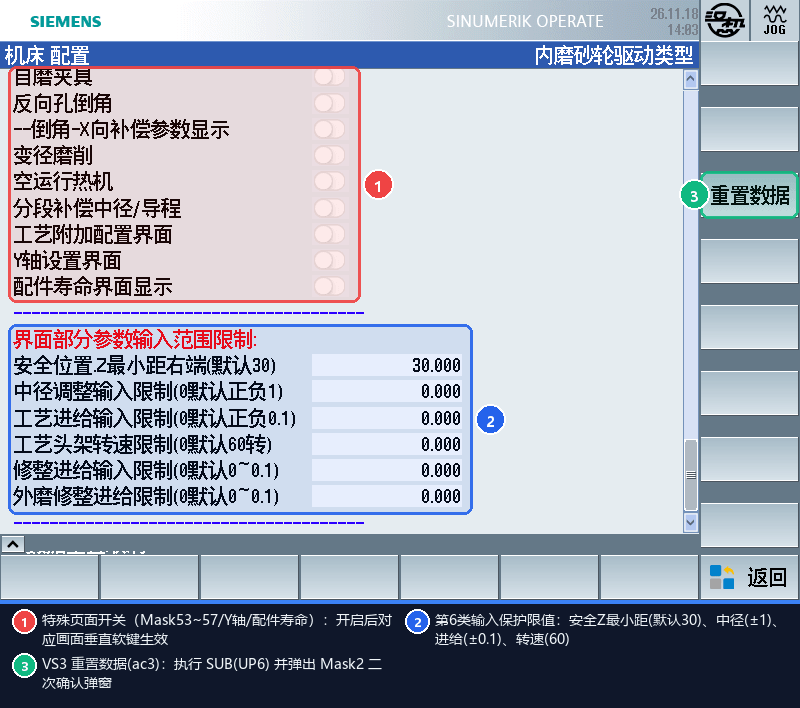 SIEMENS
SINUMERIK OPERATE
26.11.18
14:03
JOG
机床 配置
内磨砂轮驱动类型
自磨夹具
反向孔倒角
--倒角-X向补偿参数显示
变径磨削
空运行热机
分段补偿中径/导程
工艺附加配置界面
Y轴设置界面
配件寿命界面显示
1
3
重置数据
界面部分参数输入范围限制:
安全位置.Z最小距右端(默认30) 30.000
中径调整输入限制(0默认正负1) 0.000
工艺进给输入限制(0默认正负0.1) 0.000
工艺头架转速限制(0默认60转) 0.000
修整进给输入限制(0默认0~0.1) 0.000
外磨修整进给限制(0默认0~0.1) 0.000
2
返回
1 特殊页面开关（Mask53~57/Y轴/配件寿命）：开启后对
应画面垂直软键生效
2 第6类输入保护限值：安全Z最小距(默认30)、中径(±1)、
进给(±0.1)、转速(60)
3 VS3 重置数据(ac3)：执行 SUB(UP6) 并弹出 Mask2 二
次确认弹窗